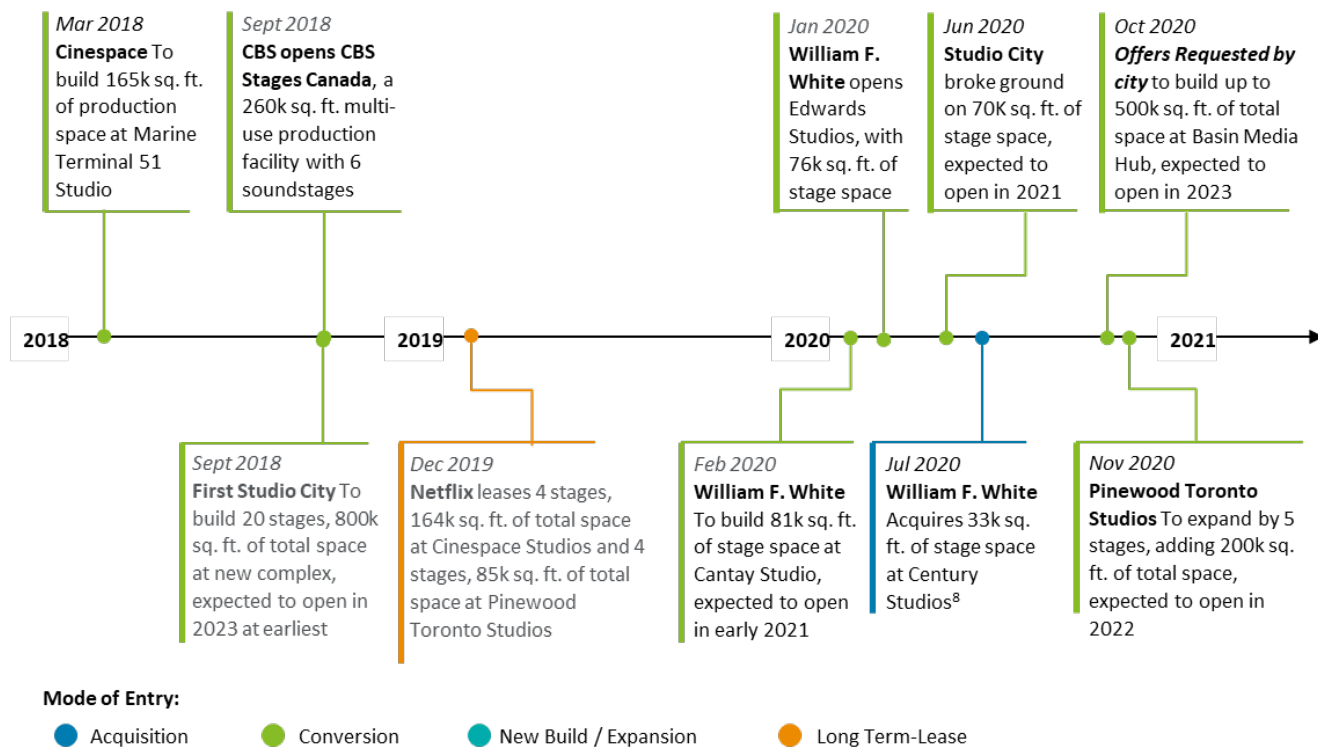 Mar 2018
Cinespace To
build 165k sq. ft.
of production
space at Marine
Terminal 51
Studio
Sept 2018
CBS opens CBS
Stages Canada, a
260k sq. ft. multi-
use production
facility with 6
soundstages
Jan 2020
William F.
White opens
Edwards
Studios, with
76k sq. ft. of
stage space
Jun 2020
Studio City
broke ground
on 70K sq. ft. of
stage space,
expected to
open in 2021
Oct 2020
Offers Requested by
city to build up to
500k sq. ft. of total
space at Basin Media
Hub, expected to
open in 2023
2018
2019
2020
2021
Sept 2018
First Studio City To
build 20 stages, 800k
sq. ft. of total space
at new complex,
expected to open in
2023 at earliest
Dec 2019
Netflix leases 4 stages,
164k sq. ft. of total space
at Cinespace Studios and 4
stages, 85k sq. ft. of total
space at Pinewood
Toronto Studios
Feb 2020
William F. White
To build 81k sq. ft.
of stage space at
Cantay Studio,
expected to open
in early 2021
Jul 2020
William F. White
Acquires 33k sq.
ft. of stage space
at Century
Studios⁸
Nov 2020
Pinewood Toronto
Studios To expand by 5
stages, adding 200k sq.
ft. of total space,
expected to open in
2022
Mode of Entry:
Acquisition
Conversion
New Build / Expansion
Long Term-Lease